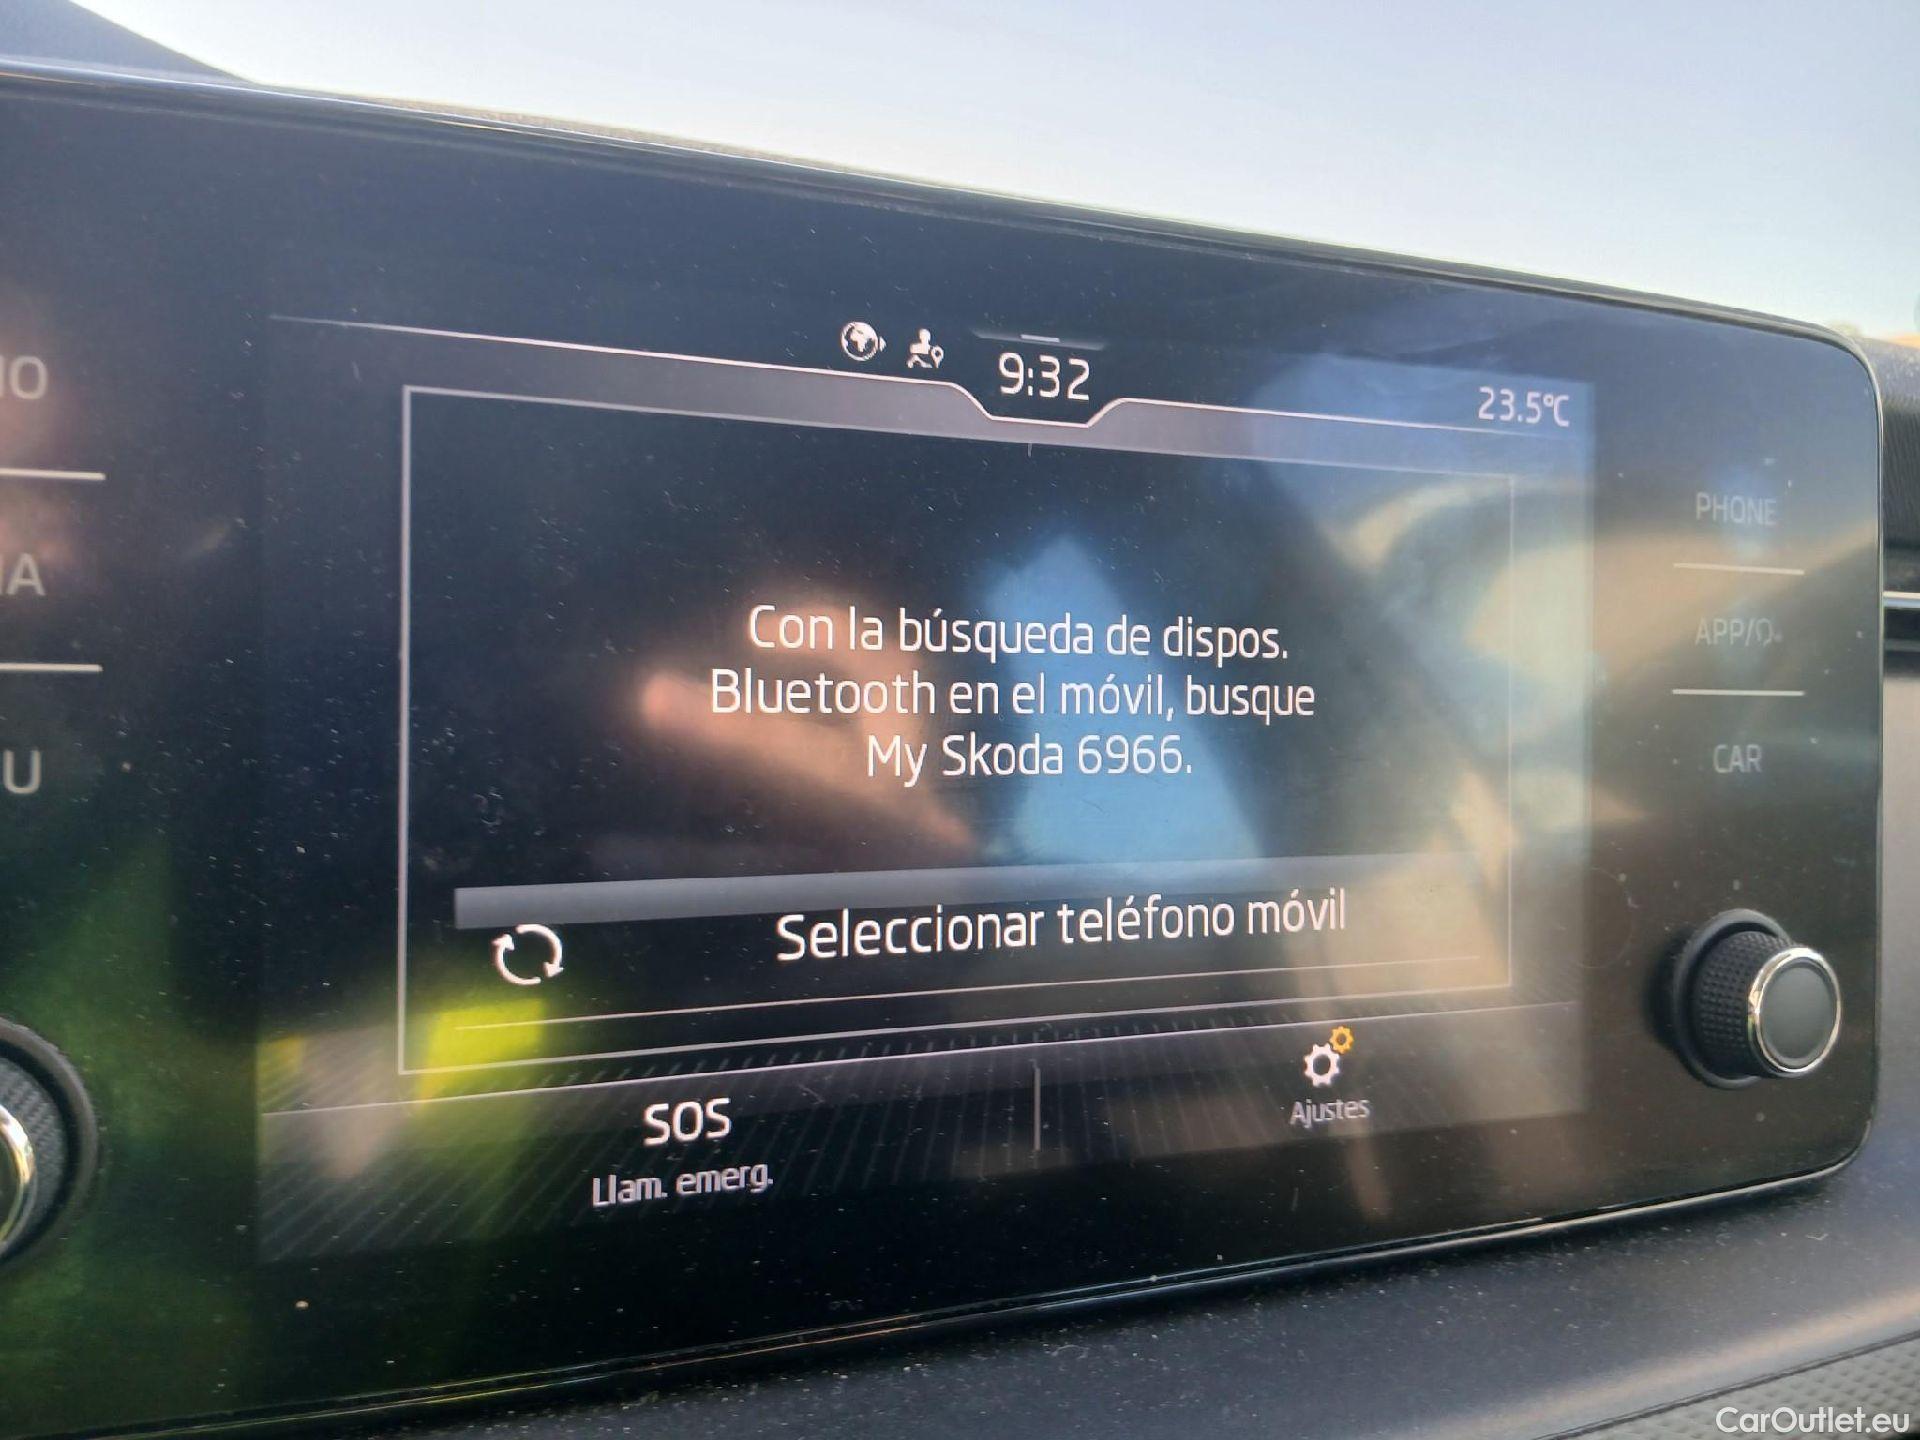 9:32
23.5°C
PHONE
APP/
CAR
Con la búsqueda de dispos.
Bluetooth en el móvil, busque
My Skoda 6966.
Seleccionar teléfono móvil
SOS
Llam. emerg.
Ajustes
CarOutlet.eu